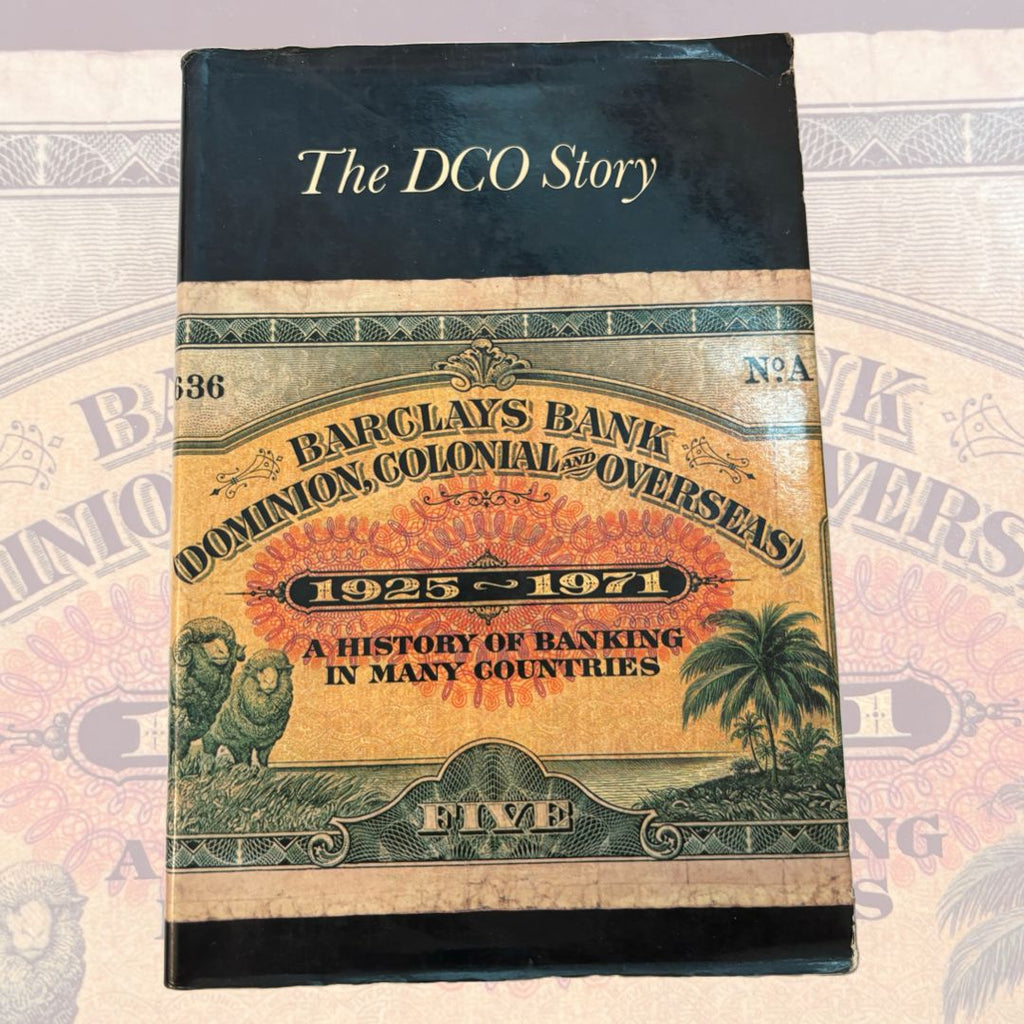 The DCO Story
636
No. A
BARCLAYS BANK
(DOMINION, COLONIAL AND OVERSEAS)
1925 ~ 1971
A HISTORY OF BANKING
IN MANY COUNTRIES
FIVE